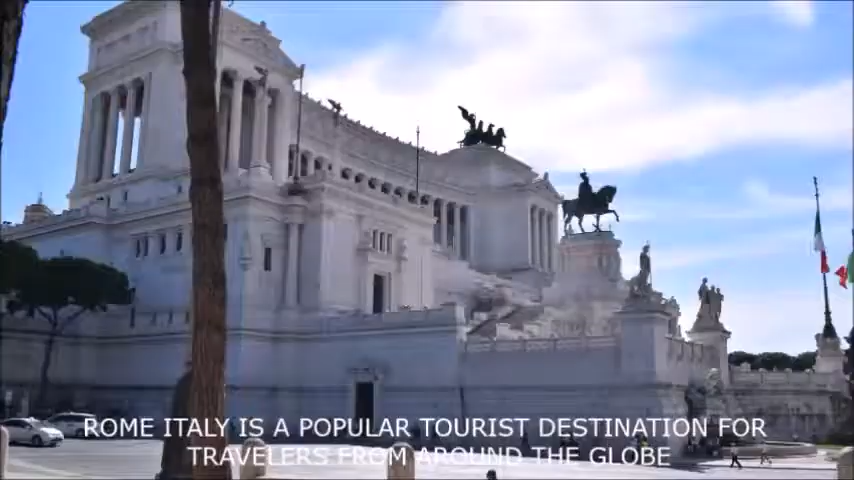 ROME ITALY IS A POPULAR TOURIST DESTINATION FOR
TRAVELERS FROM AROUND THE GLOBE